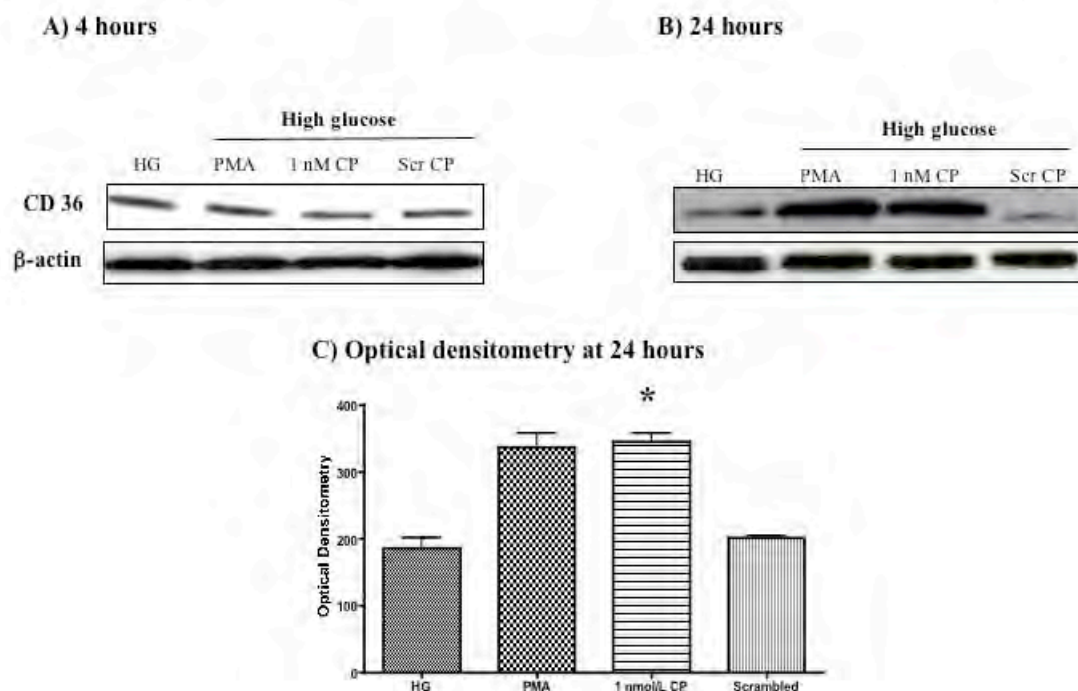 A) 4 hours
High glucose
HG PMA 1 nM CP Scr CP
CD 36
β-actin
B) 24 hours
High glucose
HG PMA 1 nM CP Scr CP
C) Optical densitometry at 24 hours
*
400
300
200
100
0
Optical Densitometry
HG PMA 1 nmol/L CP Scrambled